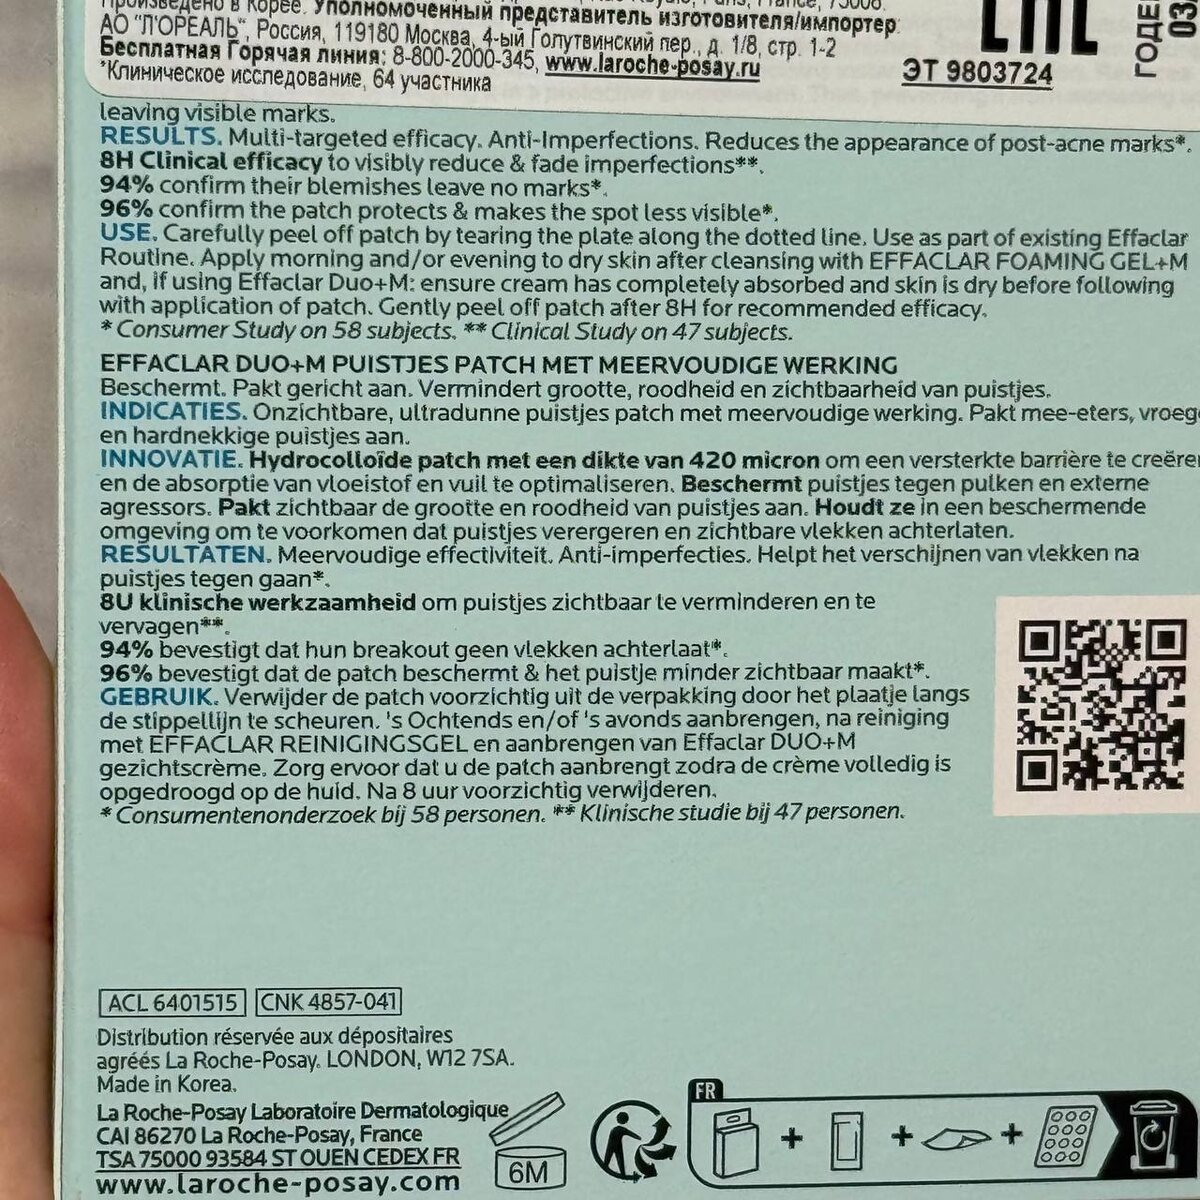 Произведено в Корее. Уполномоченный представитель изготовителя/импортер:
АО "Л'ОРЕАЛЬ", Россия, 119180 Москва, 4-ый Голутвинский пер., д. 1/8, стр. 1-2
Бесплатная Горячая линия: 8-800-2000-345, www.laroche-posay.ru
*Клиническое исследование, 64 участника
EAC
ЭТ 9803724
ГОДЕН
03
leaving visible marks.
RESULTS. Multi-targeted efficacy. Anti-Imperfections. Reduces the appearance of post-acne marks*.
8H Clinical efficacy to visibly reduce & fade imperfections**.
94% confirm their blemishes leave no marks*.
96% confirm the patch protects & makes the spot less visible*.
USE. Carefully peel off patch by tearing the plate along the dotted line. Use as part of existing Effaclar
Routine. Apply morning and/or evening to dry skin after cleansing with EFFACLAR FOAMING GEL+M
and, if using Effaclar Duo+M: ensure cream has completely absorbed and skin is dry before following
with application of patch. Gently peel off patch after 8H for recommended efficacy.
* Consumer Study on 58 subjects. ** Clinical Study on 47 subjects.
EFFACLAR DUO+M PUISTJES PATCH MET MEERVOUDIGE WERKING
Beschermt. Pakt gericht aan. Vermindert grootte, roodheid en zichtbaarheid van puistjes.
INDICATIES. Onzichtbare, ultradunne puistjes patch met meervoudige werking. Pakt mee-eters, vroeg
en hardnekkige puistjes aan.
INNOVATIE. Hydrocolloïde patch met een dikte van 420 micron om een versterkte barrière te creëren
en de absorptie van vloeistof en vuil te optimaliseren. Beschermt puistjes tegen pulken en externe
agressors. Pakt zichtbaar de grootte en roodheid van puistjes aan. Houdt ze in een beschermende
omgeving om te voorkomen dat puistjes verergeren en zichtbare vlekken achterlaten.
RESULTATEN. Meervoudige effectiviteit. Anti-imperfecties. Helpt het verschijnen van vlekken na
puistjes tegen gaan*.
8U klinische werkzaamheid om puistjes zichtbaar te verminderen en te
vervagen**.
94% bevestigt dat hun breakout geen vlekken achterlaat*.
96% bevestigt dat de patch beschermt & het puistje minder zichtbaar maakt*.
GEBRUIK. Verwijder de patch voorzichtig uit de verpakking door het plaatje langs
de stippellijn te scheuren. 's Ochtends en/of 's avonds aanbrengen, na reiniging
met EFFACLAR REINIGINGSGEL en aanbrengen van Effaclar DUO+M
gezichtscrème. Zorg ervoor dat u de patch aanbrengt zodra de crème volledig is
opgedroogd op de huid. Na 8 uur voorzichtig verwijderen.
* Consumentenonderzoek bij 58 personen. ** Klinische studie bij 47 personen.
ACL 6401515 CNK 4857-041
Distribution réservée aux dépositaires
agréés La Roche-Posay. LONDON, W12 7SA.
Made in Korea.
La Roche-Posay Laboratoire Dermatologique
CAI 86270 La Roche-Posay, France
TSA 75000 93584 ST OUEN CEDEX FR
www.laroche-posay.com
6M
FR
+ + +